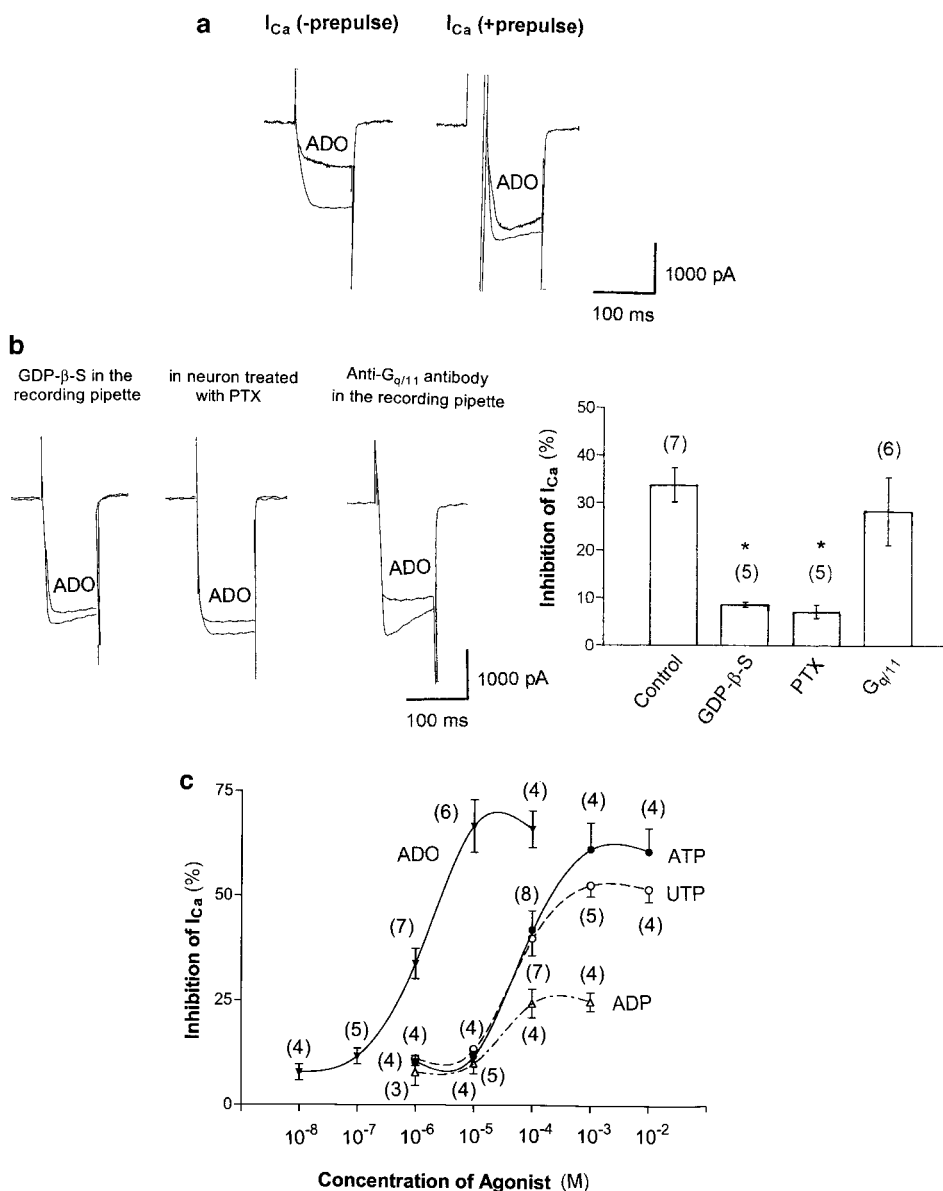 a
I_Ca (-prepulse) I_Ca (+prepulse)
ADO
ADO
1000 pA
100 ms
b
GDP-β-S in the
recording pipette
in neuron treated
with PTX
Anti-G_q/11 antibody
in the recording pipette
ADO
ADO
ADO
1000 pA
100 ms
Inhibition of I_Ca (%)
50
40
30
20
10
0
(7)
*
(5)
*
(5)
(6)
Control
GDP-β-S
PTX
G_q/11
c
Inhibition of I_Ca (%)
75
50
25
0
ADO
(4)
(5)
(7)
(6)
(4)
(4)
(4)
(3)
(4)
(4)
(5)
(8)
(7)
(4)
(4)
(5)
(4)
(4)
(4)
ATP
UTP
ADP
10^-8 10^-7 10^-6 10^-5 10^-4 10^-3 10^-2
Concentration of Agonist (M)